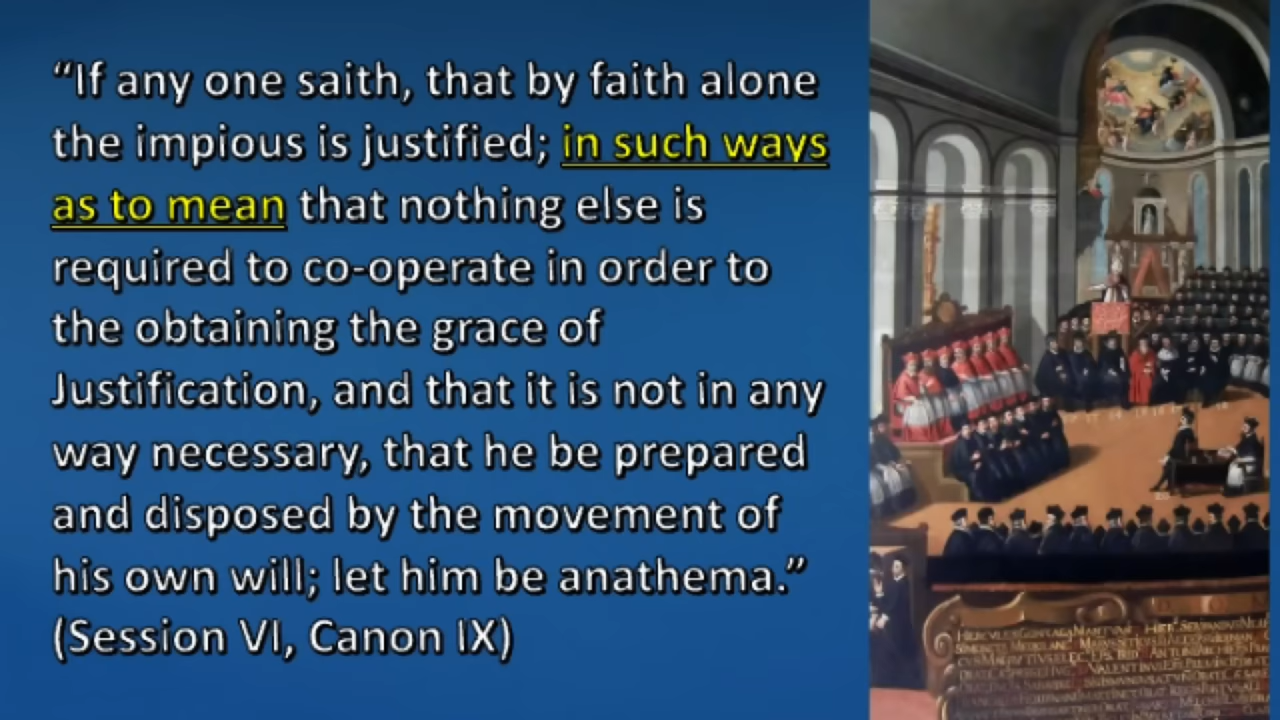 “If any one saith, that by faith alone
the impious is justified; in such ways
as to mean that nothing else is
required to co-operate in order to
the obtaining the grace of
Justification, and that it is not in any
way necessary, that he be prepared
and disposed by the movement of
his own will; let him be anathema.”
(Session VI, Canon IX)